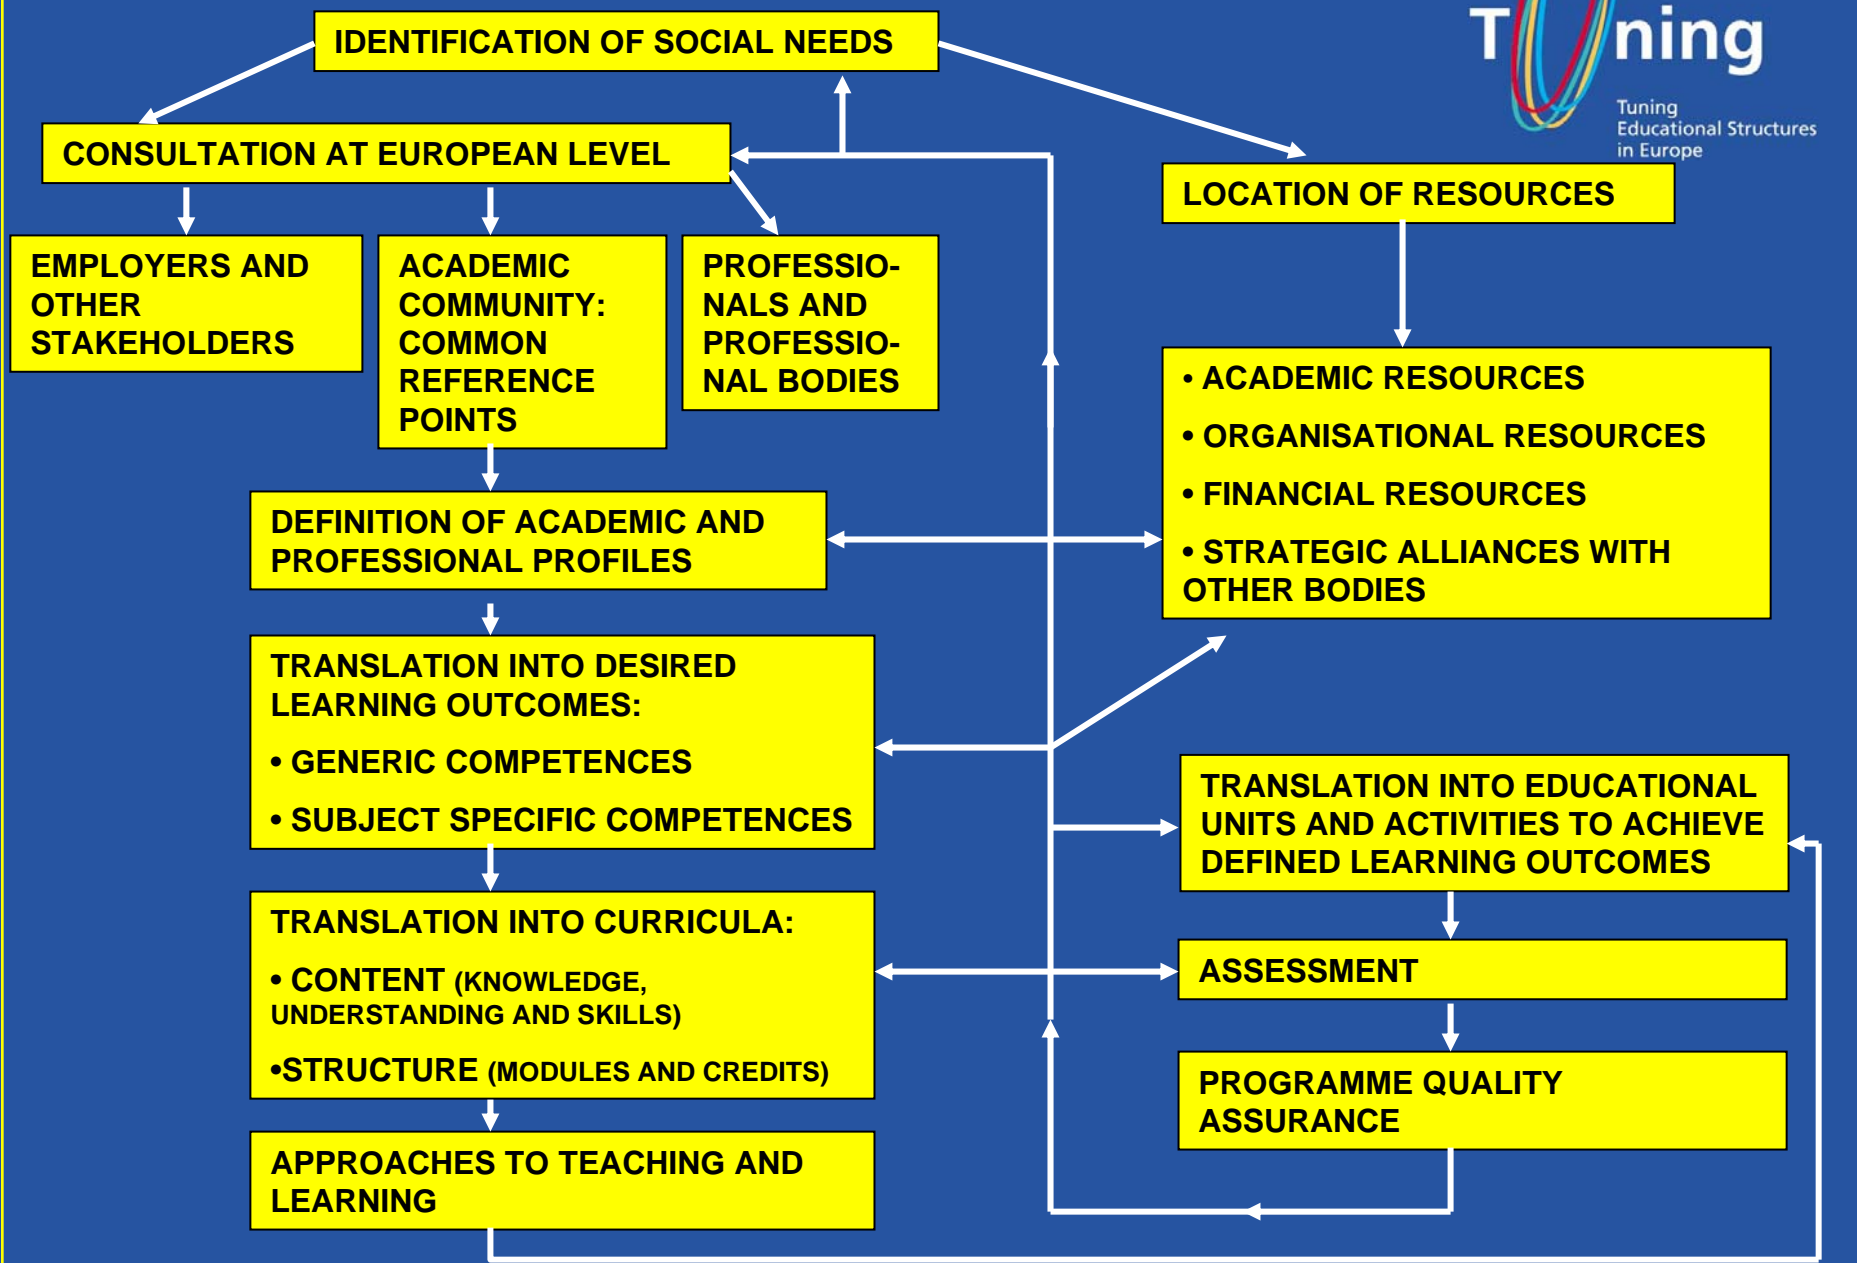 IDENTIFICATION OF SOCIAL NEEDS
TUning
Tuning
Educational Structures
in Europe
CONSULTATION AT EUROPEAN LEVEL
LOCATION OF RESOURCES
EMPLOYERS AND
OTHER
STAKEHOLDERS
ACADEMIC
COMMUNITY:
COMMON
REFERENCE
POINTS
PROFESSIO-
NALS AND
PROFESSIO-
NAL BODIES
• ACADEMIC RESOURCES
• ORGANISATIONAL RESOURCES
• FINANCIAL RESOURCES
• STRATEGIC ALLIANCES WITH
OTHER BODIES
DEFINITION OF ACADEMIC AND
PROFESSIONAL PROFILES
TRANSLATION INTO DESIRED
LEARNING OUTCOMES:
• GENERIC COMPETENCES
• SUBJECT SPECIFIC COMPETENCES
TRANSLATION INTO EDUCATIONAL
UNITS AND ACTIVITIES TO ACHIEVE
DEFINED LEARNING OUTCOMES
TRANSLATION INTO CURRICULA:
• CONTENT (KNOWLEDGE,
UNDERSTANDING AND SKILLS)
•STRUCTURE (MODULES AND CREDITS)
ASSESSMENT
PROGRAMME QUALITY
ASSURANCE
APPROACHES TO TEACHING AND
LEARNING